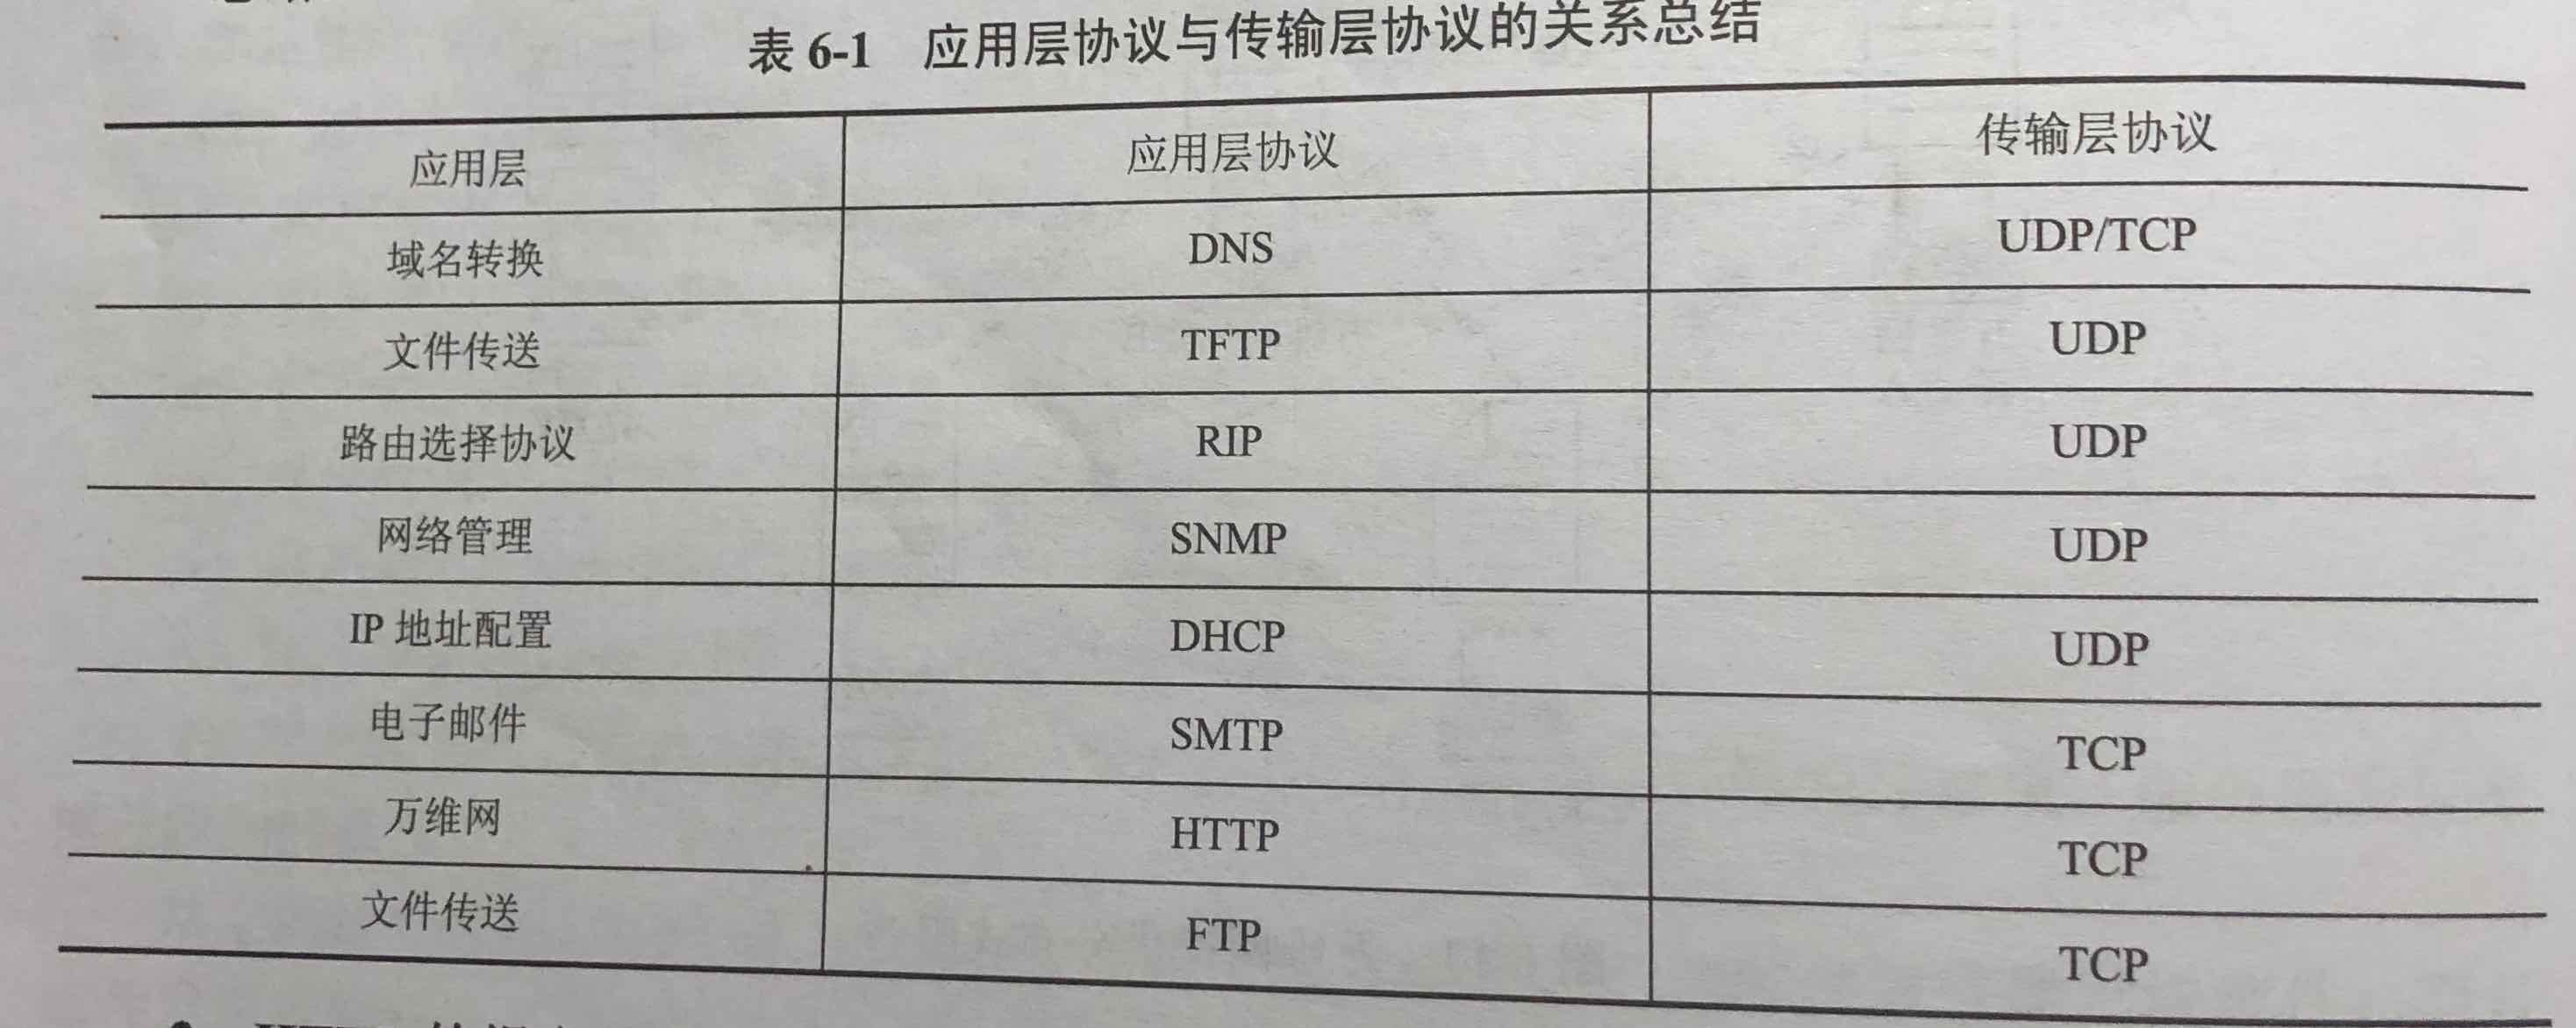 表 6-1 应用层协议与传输层协议的关系总结
应用层 应用层协议 传输层协议
域名转换 DNS UDP/TCP
文件传送 TFTP UDP
路由选择协议 RIP UDP
网络管理 SNMP UDP
IP 地址配置 DHCP UDP
电子邮件 SMTP TCP
万维网 HTTP TCP
文件传送 FTP TCP